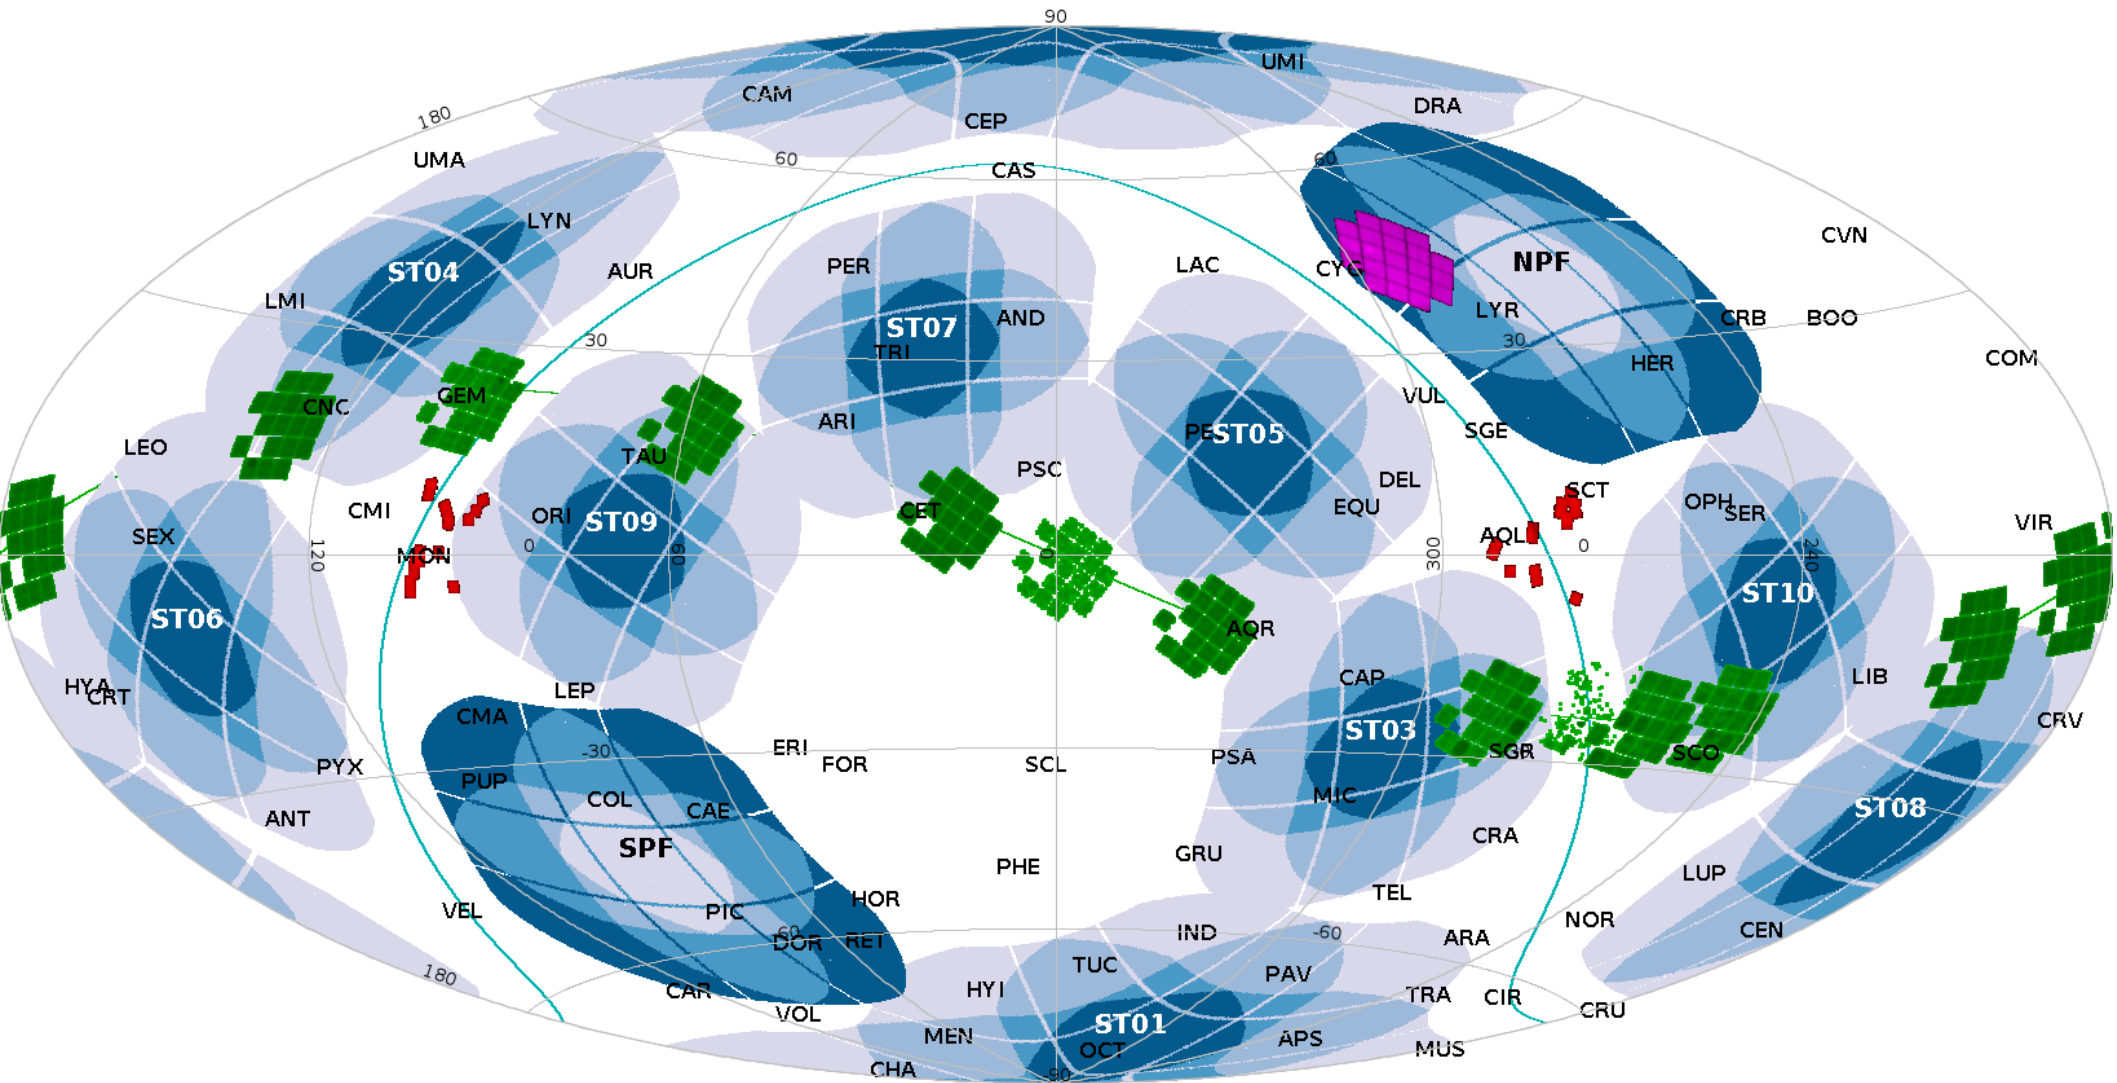 90
UMI
CAM
DRA
180
CEP
UMA
60
60
CAS
LYN
CVN
PER
LAC
NPF
CYG
ST04
AUR
LMI
LYR
AND
CRB
BOO
ST07
30
30
TRI
COM
HER
GEM
VUL
CNC
ARI
SGE
PE
ST05
LEO
TAU
PSC
DEL
SCT
OPH
EQU
CET
CMI
ORI
SER
ST09
VIR
SEX
AQL
0
0
0
MON
120
60
300
240
ST10
ST06
AQR
CAP
LIB
HYA
LEP
CRT
CMA
CRV
ST03
ERI
-30
SGR
SCO
PSA
FOR
SCL
PYX
PUP
MIC
COL
ST08
CAE
ANT
CRA
SPF
GRU
PHE
LUP
TEL
HOR
VEL
PIC
NOR
CEN
IND
-60
-60
ARA
DOR
RET
TUC
180
PAV
CAR
HYI
TRA
CIR
CRU
VOL
ST01
MEN
APS
OCT
MUS
CHA
-90